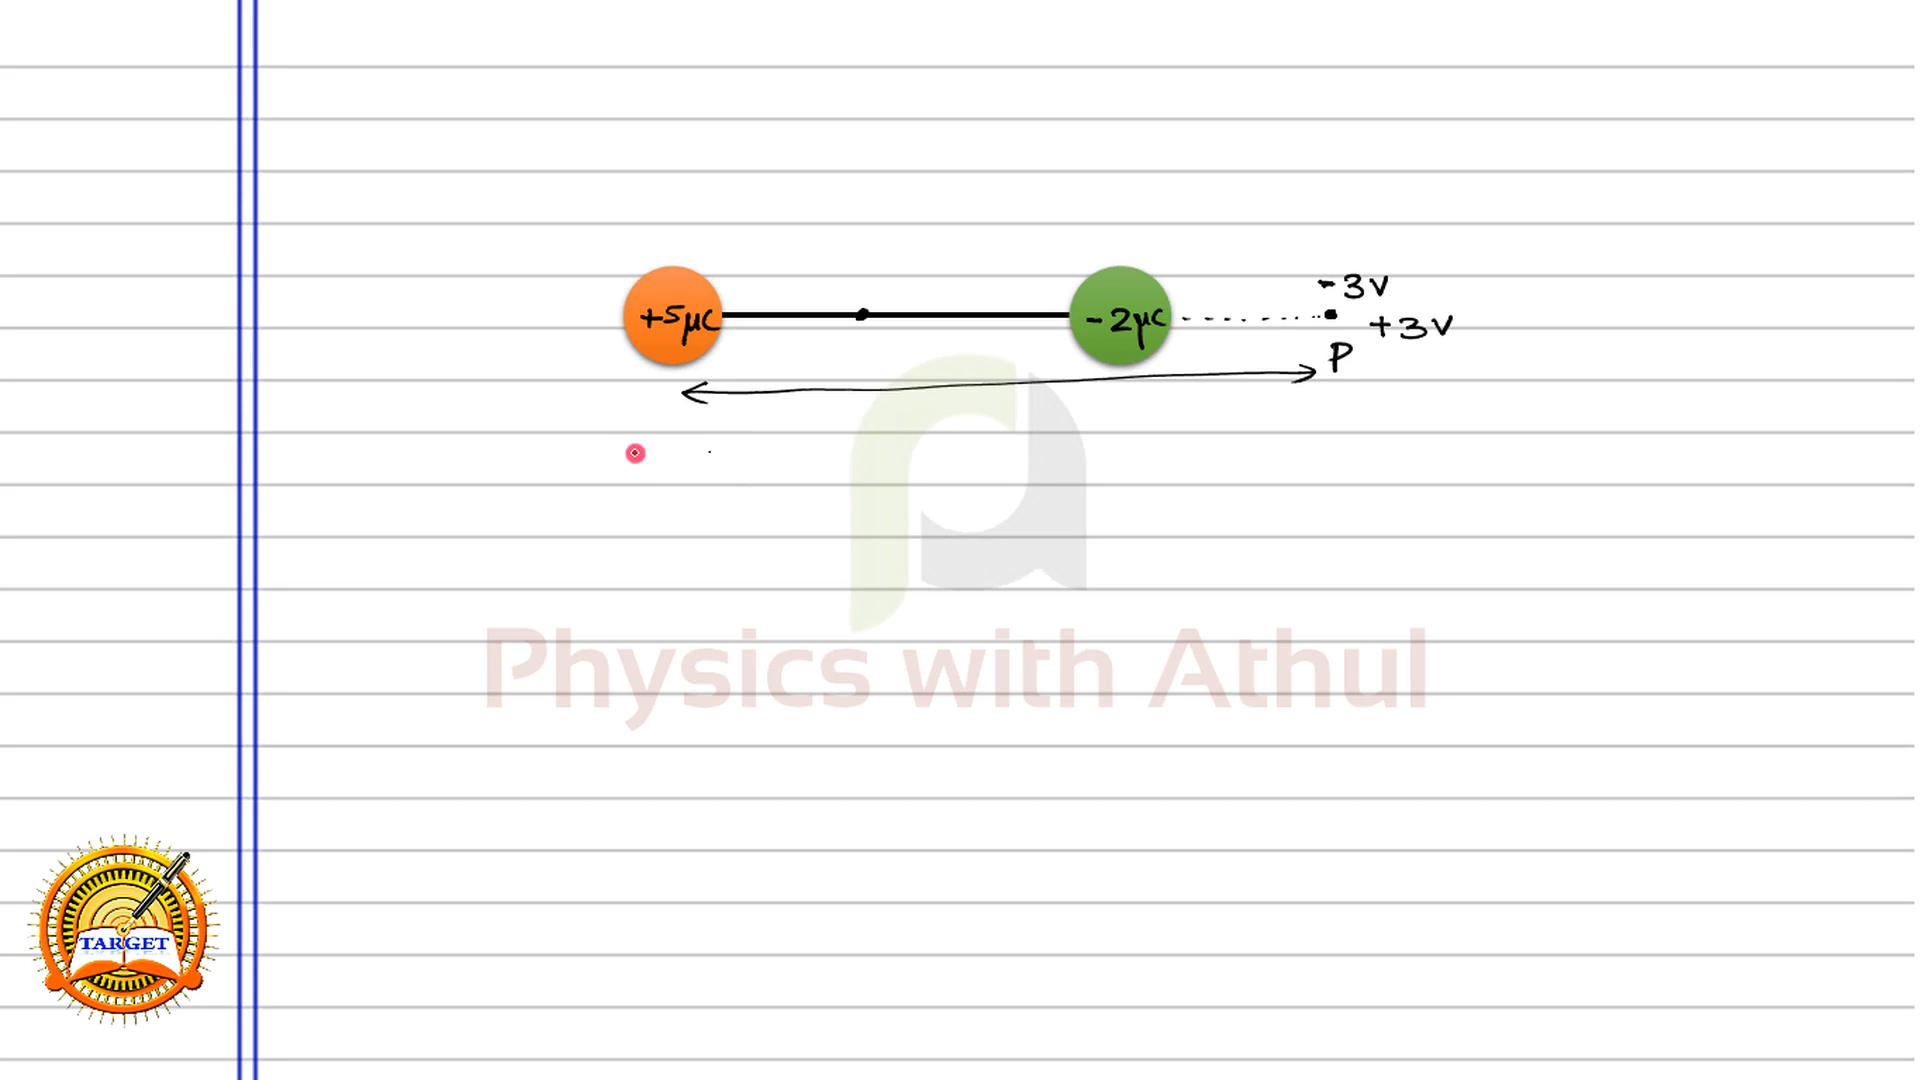 -3V
+5μC
-2μC
+3V
P
Physics with Athul
TARGET